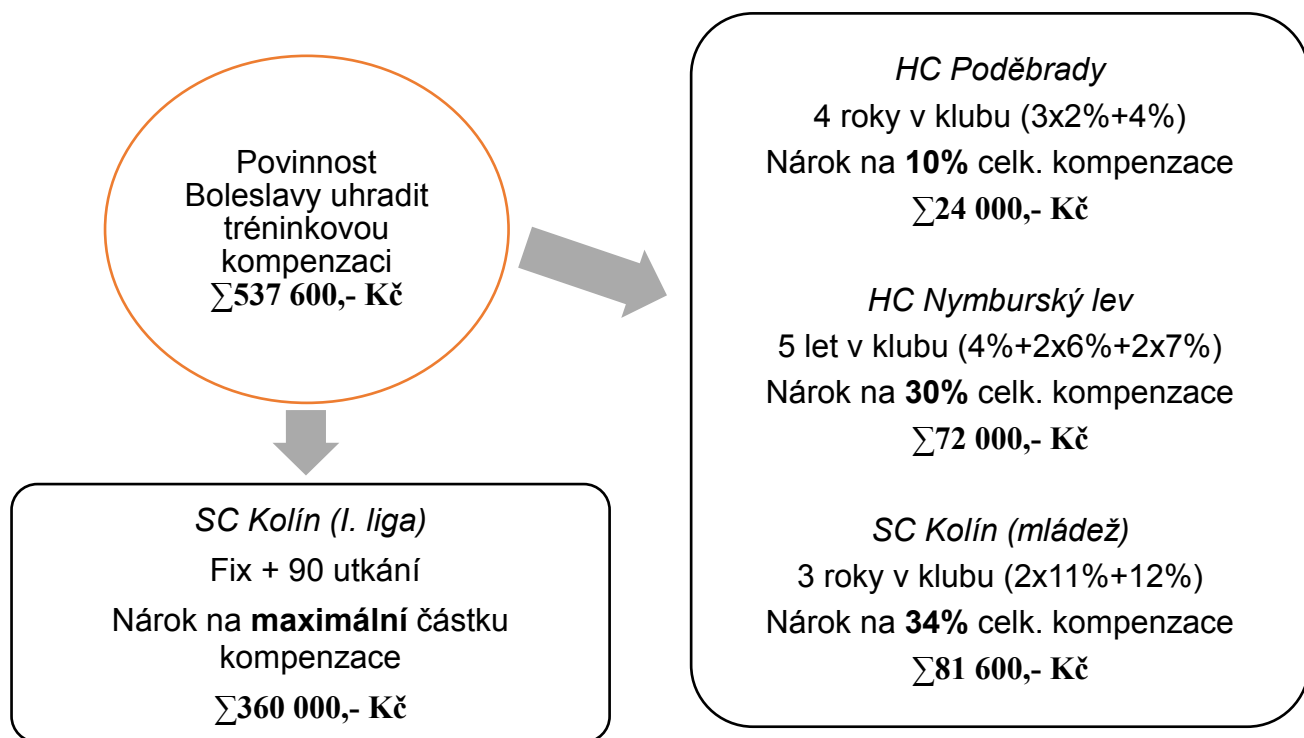 Povinnost
Boleslavy uhradit
tréninkovou
kompenzaci
∑537 600,- Kč
SC Kolín (I. liga)
Fix + 90 utkání
Nárok na maximální částku
kompenzace
∑360 000,- Kč
HC Poděbrady
4 roky v klubu (3x2%+4%)
Nárok na 10% celk. kompenzace
∑24 000,- Kč
HC Nymburský lev
5 let v klubu (4%+2x6%+2x7%)
Nárok na 30% celk. kompenzace
∑72 000,- Kč
SC Kolín (mládež)
3 roky v klubu (2x11%+12%)
Nárok na 34% celk. kompenzace
∑81 600,- Kč